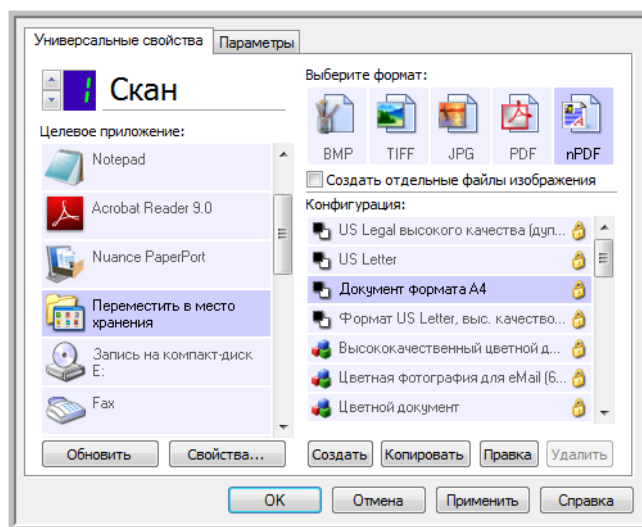 Универсальные свойства
Параметры
1 Скан
Целевое приложение:
Notepad
Acrobat Reader 9.0
Nuance PaperPort
Переместить в место
хранения
Запись на компакт-диск
E:
Fax
Обновить
Свойства...
Выберите формат:
BMP
TIFF
JPG
PDF
nPDF
Создать отдельные файлы изображения
Конфигурация:
US Legal высокого качества (дуп...
US Letter
Документ формата А4
Формат US Letter, выс. качество...
Высококачественный цветной д...
Цветная фотография для eMail (6...
Цветной документ
Создать
Копировать
Правка
Удалить
OK
Отмена
Применить
Справка